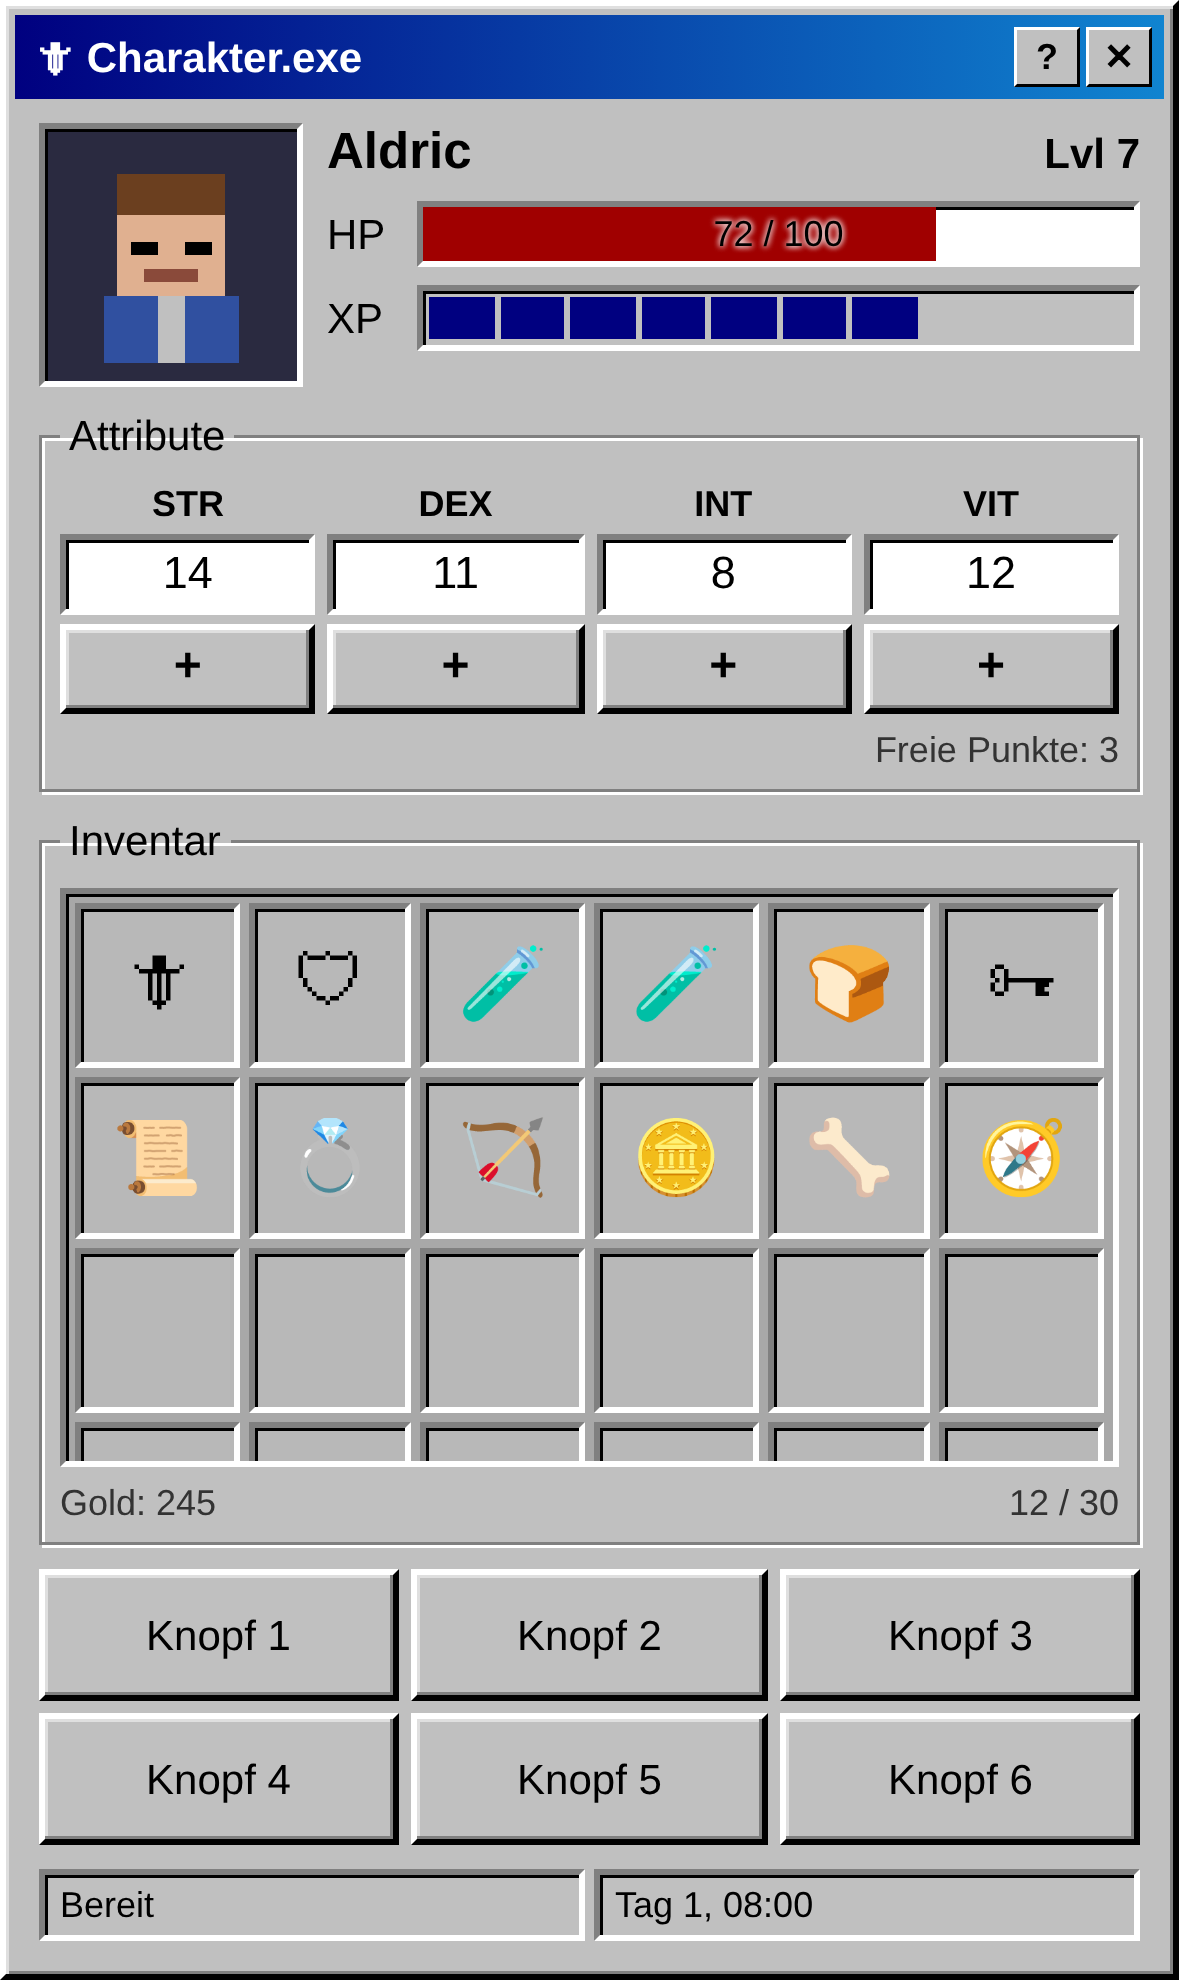 Charakter.exe ? ✕
Aldric Lvl 7
HP 72 / 100
XP
Attribute
STR DEX INT VIT
14 11 8 12
+ + + +
Freie Punkte: 3
Inventar
Gold: 245 12 / 30
Knopf 1 Knopf 2 Knopf 3
Knopf 4 Knopf 5 Knopf 6
Bereit Tag 1, 08:00